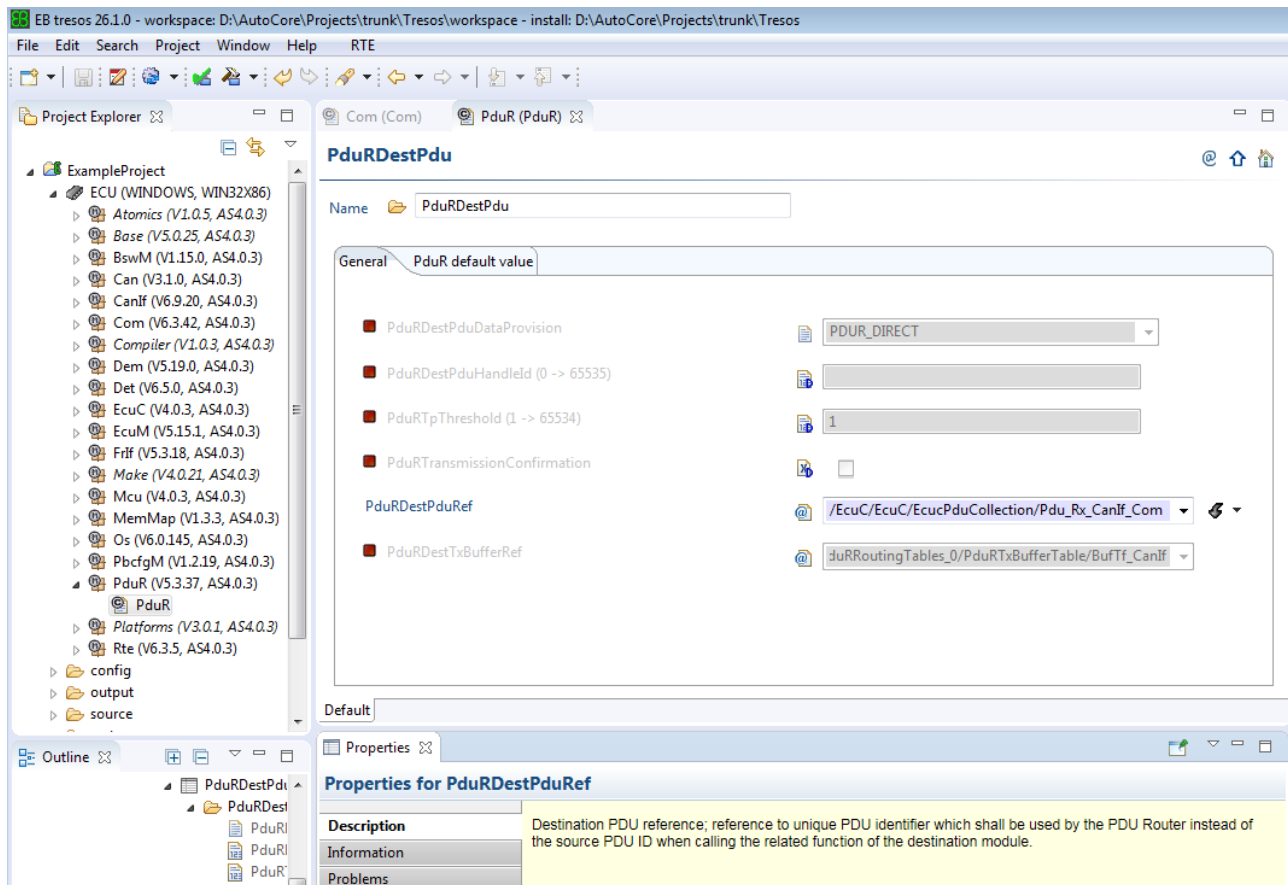 EB tresos 26.1.0 - workspace: D:\AutoCore\Projects\trunk\Tresos\workspace - install: D:\AutoCore\Projects\trunk\Tresos
File Edit Search Project Window Help RTE
Project Explorer
ExampleProject
ECU (WINDOWS, WIN32X86)
Atomics (V1.0.5, AS4.0.3)
Base (V5.0.25, AS4.0.3)
BswM (V1.15.0, AS4.0.3)
Can (V3.1.0, AS4.0.3)
CanIf (V6.9.20, AS4.0.3)
Com (V6.3.42, AS4.0.3)
Compiler (V1.0.3, AS4.0.3)
Dem (V5.19.0, AS4.0.3)
Det (V6.5.0, AS4.0.3)
EcuC (V4.0.3, AS4.0.3)
EcuM (V5.15.1, AS4.0.3)
FrIf (V5.3.18, AS4.0.3)
Make (V4.0.21, AS4.0.3)
Mcu (V4.0.3, AS4.0.3)
MemMap (V1.3.3, AS4.0.3)
Os (V6.0.145, AS4.0.3)
PbcfgM (V1.2.19, AS4.0.3)
PduR (V5.3.37, AS4.0.3)
PduR
Platforms (V3.0.1, AS4.0.3)
Rte (V6.3.5, AS4.0.3)
config
output
source
Com (Com) PduR (PduR)
PduRDestPdu
Name PduRDestPdu
General PduR default value
PduRDestPduDataProvision PDUR_DIRECT
PduRDestPduHandleId (0 -> 65535)
PduRTpThreshold (1 -> 65534) 1
PduRTransmissionConfirmation
PduRDestPduRef /EcuC/EcuC/EcucPduCollection/Pdu_Rx_CanIf_Com
PduRDestTxBufferRef duRRoutingTables_0/PduRTxBufferTable/BufTf_CanIf
Default
Outline
PduRDestPdu
PduRDest
PduRI
PduRI
PduR
Properties
Properties for PduRDestPduRef
Description
Information
Problems
Destination PDU reference; reference to unique PDU identifier which shall be used by the PDU Router instead of
the source PDU ID when calling the related function of the destination module.